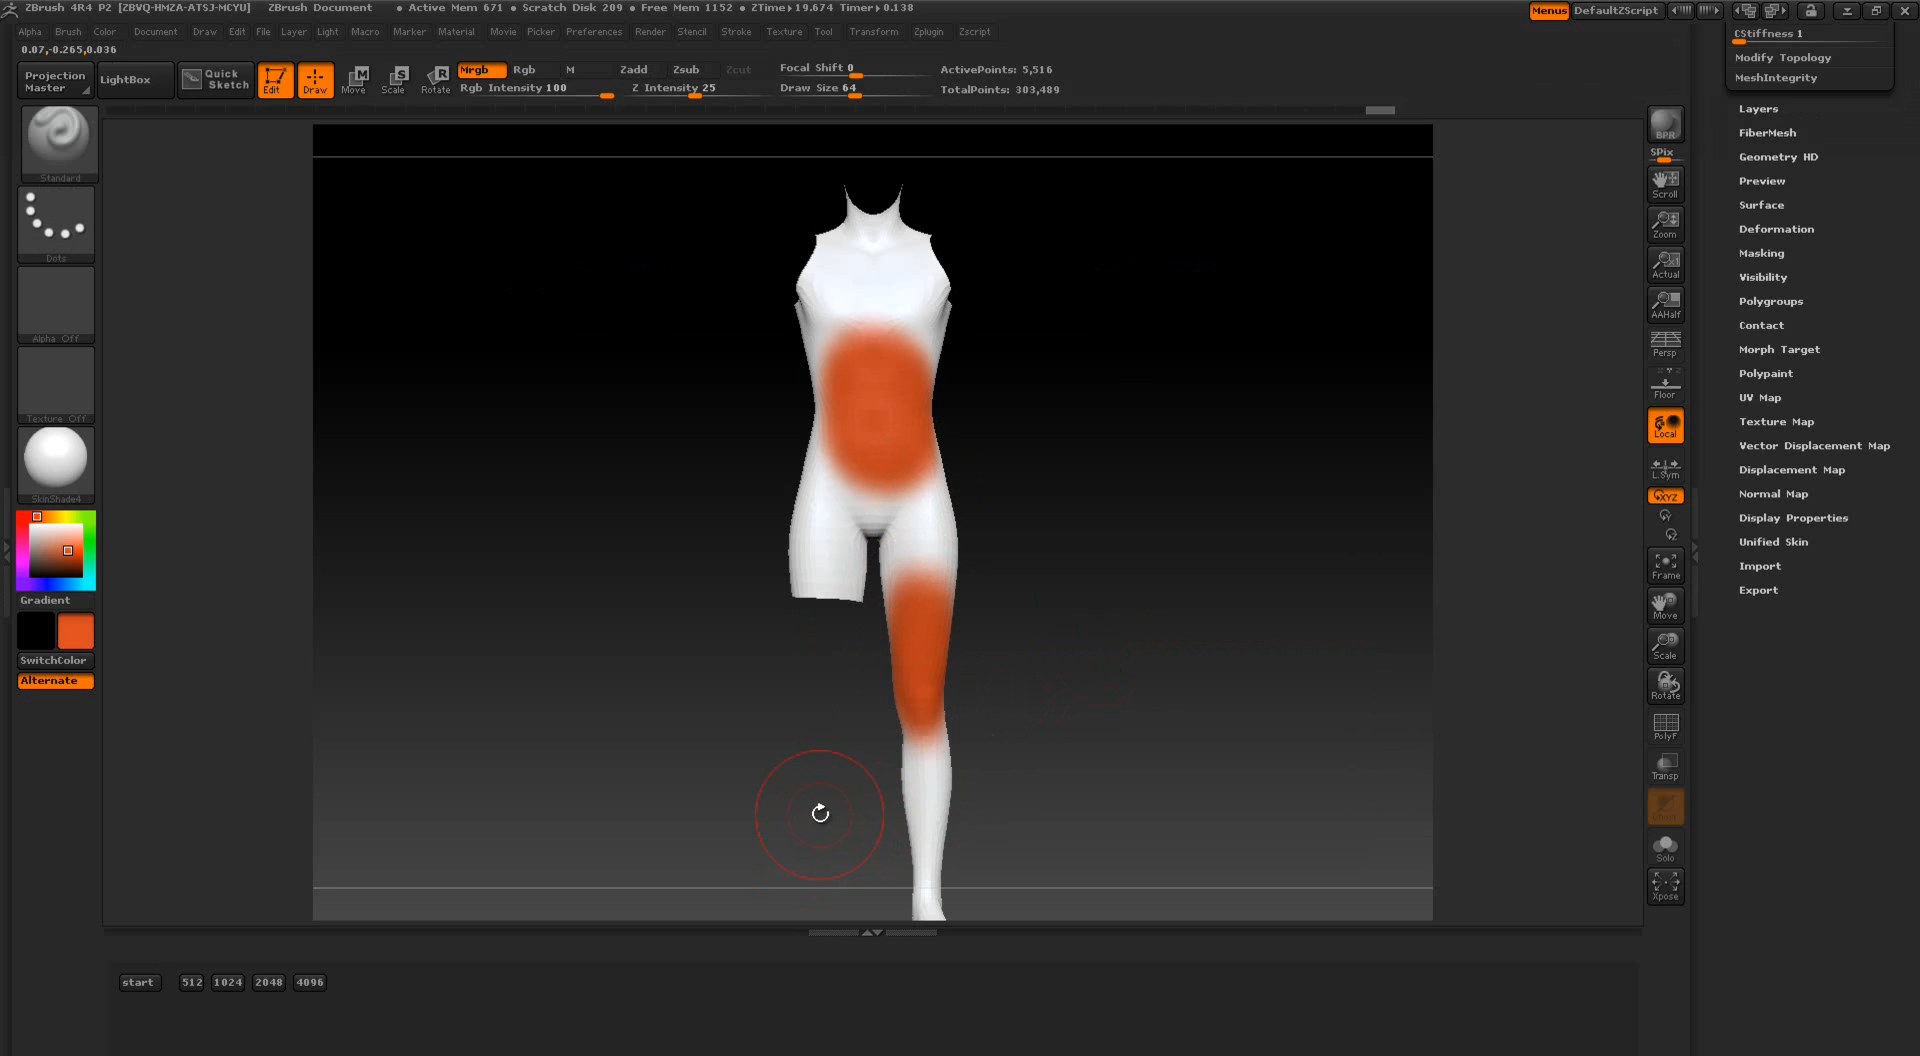 ZBrush 4R4 P2 [ZBVQ-HMZA-ATSJ-MCYU] ZBrush Document • Active Mem 671 • Scratch Disk 209 • Free Mem 1152 • ZTime▸19.674 Timer▸0.138 Menus DefaultZScript
Alpha Brush Color Document Draw Edit File Layer Light Macro Marker Material Movie Picker Preferences Render Stencil Stroke Texture Tool Transform Zplugin Zscript
0.07,-0.265,0.036
Projection Master
LightBox
Quick Sketch
Edit
Draw
Move
Scale
Rotate
Mrgb Rgb M Zadd Zsub Zcut
Rgb Intensity 100 Z Intensity 25
Focal Shift 0
Draw Size 64
ActivePoints: 5,516
TotalPoints: 303,489
Standard
Dots
Alpha Off
Texture Off
SkinShade4
Gradient
SwitchColor
Alternate
BPR
SPix
Scroll
Zoom
Actual
AAHalf
Persp
Floor
Local
L.Sym
XYZ
Frame
Move
Scale
Rotate
PolyF
Transp
Solo
Xpose
CStiffness 1
Modify Topology
MeshIntegrity
Layers
FiberMesh
Geometry HD
Preview
Surface
Deformation
Masking
Visibility
Polygroups
Contact
Morph Target
Polypaint
UV Map
Texture Map
Vector Displacement Map
Displacement Map
Normal Map
Display Properties
Unified Skin
Import
Export
start 512 1024 2048 4096